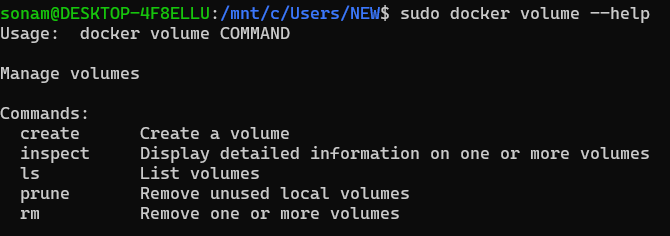 sonam@DESKTOP-4F8ELLU:/mnt/c/Users/NEW$ sudo docker volume --help
Usage:  docker volume COMMAND

Manage volumes

Commands:
  create      Create a volume
  inspect     Display detailed information on one or more volumes
  ls          List volumes
  prune       Remove unused local volumes
  rm          Remove one or more volumes